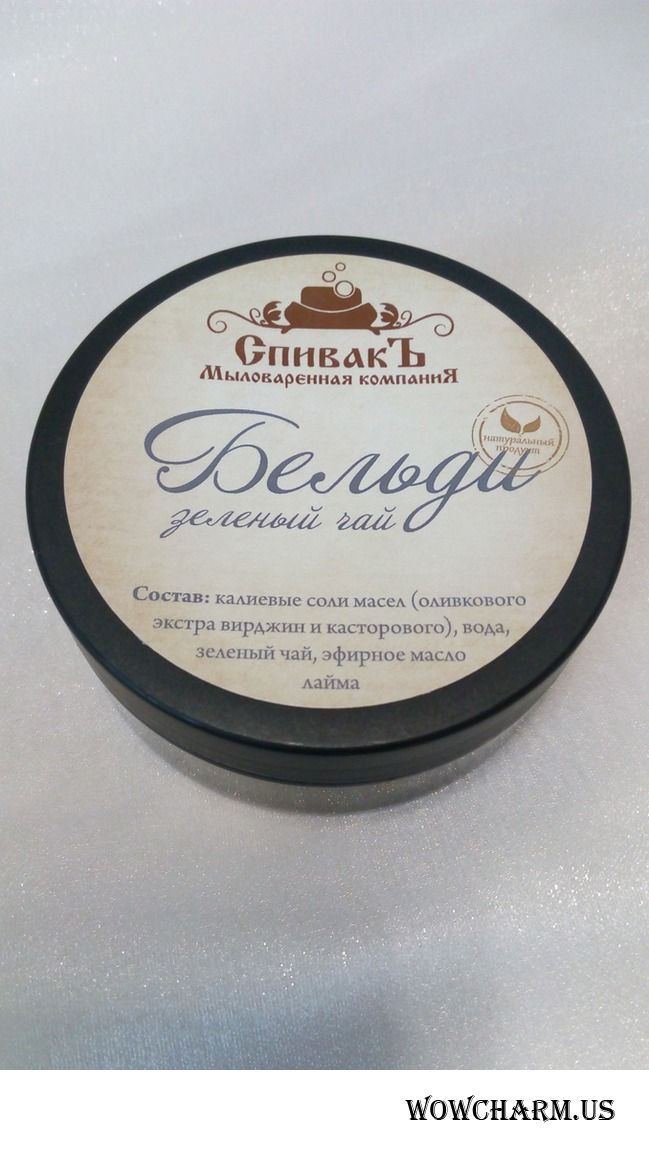 СпивакЪ
Мыловаренная компаниЯ
натуральный
продукт
Бельди
зеленый чай
Состав: калиевые соли масел (оливкового
экстра вирджин и касторового), вода,
зеленый чай, эфирное масло
лайма
WOWCHARM.US